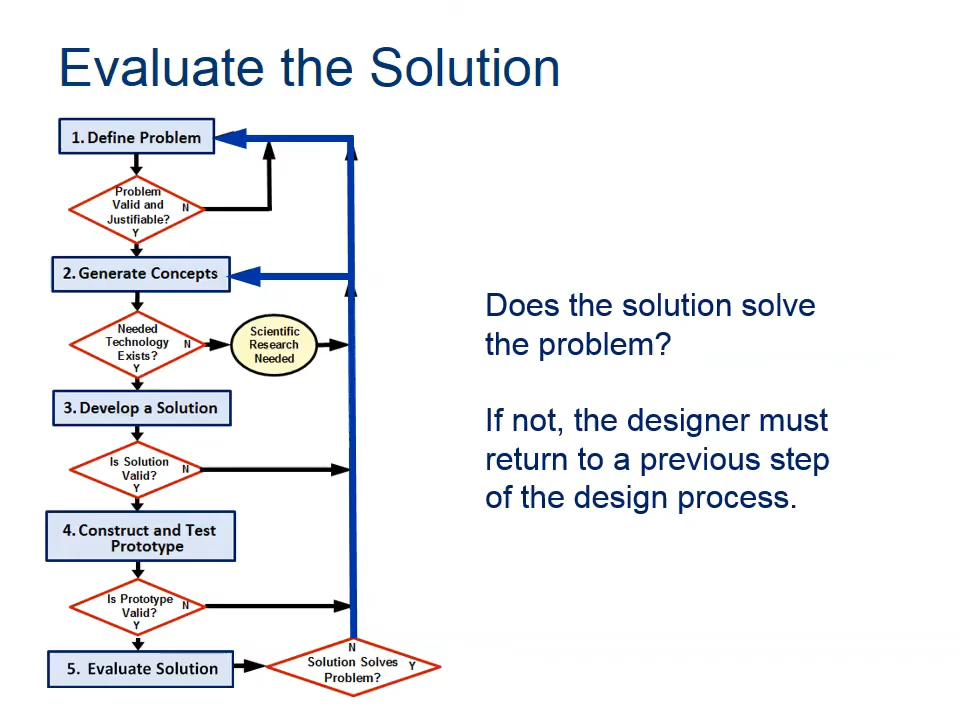 Evaluate the Solution
1. Define Problem
Problem
Valid and
Justifiable?
N
Y
2. Generate Concepts
Needed
Technology
Exists?
N
Y
Scientific
Research
Needed
3. Develop a Solution
Is Solution
Valid?
N
Y
4. Construct and Test
Prototype
Is Prototype
Valid?
N
Y
5. Evaluate Solution
N
Solution Solves
Problem?
Y
Does the solution solve
the problem?
If not, the designer must
return to a previous step
of the design process.